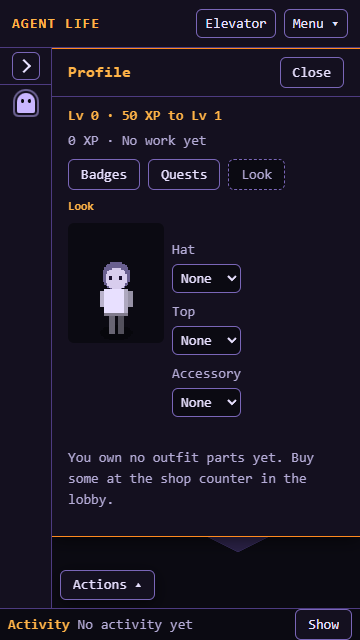 AGENT LIFE
Elevator
Menu ▾
Profile
Close
Lv 0 · 50 XP to Lv 1
0 XP · No work yet
Badges
Quests
Look
Look
Hat
None
Top
None
Accessory
None
You own no outfit parts yet. Buy
some at the shop counter in the
lobby.
Actions ▴
Activity No activity yet
Show